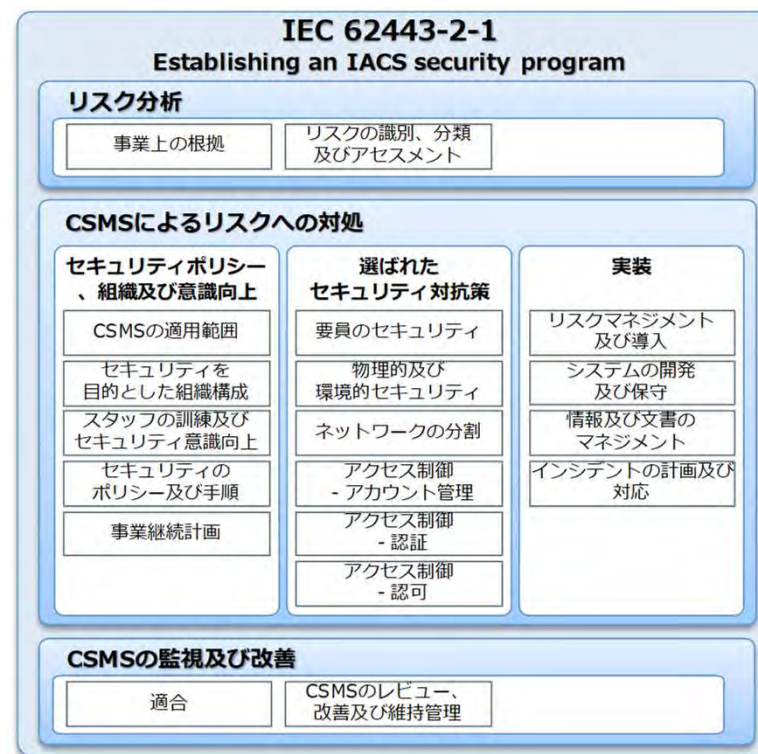 IEC 62443-2-1
Establishing an IACS security program
リスク分析
事業上の根拠
リスクの識別、分類
及びアセスメント
CSMSによるリスクへの対処
セキュリティポリシー
、組織及び意識向上
CSMSの適用範囲
セキュリティを
目的とした組織構成
スタッフの訓練及び
セキュリティ意識向上
セキュリティの
ポリシー及び手順
事業継続計画
選ばれた
セキュリティ対抗策
要員のセキュリティ
物理的及び
環境的セキュリティ
ネットワークの分割
アクセス制御
- アカウント管理
アクセス制御
- 認証
アクセス制御
- 認可
実装
リスクマネジメント
及び導入
システムの開発
及び保守
情報及び文書の
マネジメント
インシデントの計画及び
対応
CSMSの監視及び改善
適合
CSMSのレビュー、
改善及び維持管理